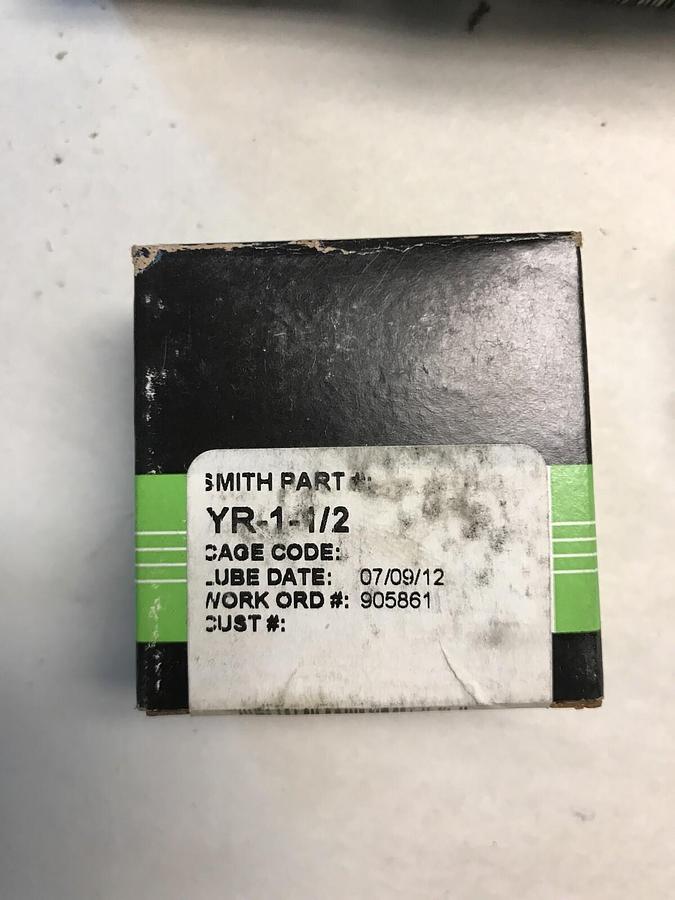 SMITH PART #:
YR-1-1/2
CAGE CODE:
LUBE DATE: 07/09/12
WORK ORD #: 905861
CUST #: